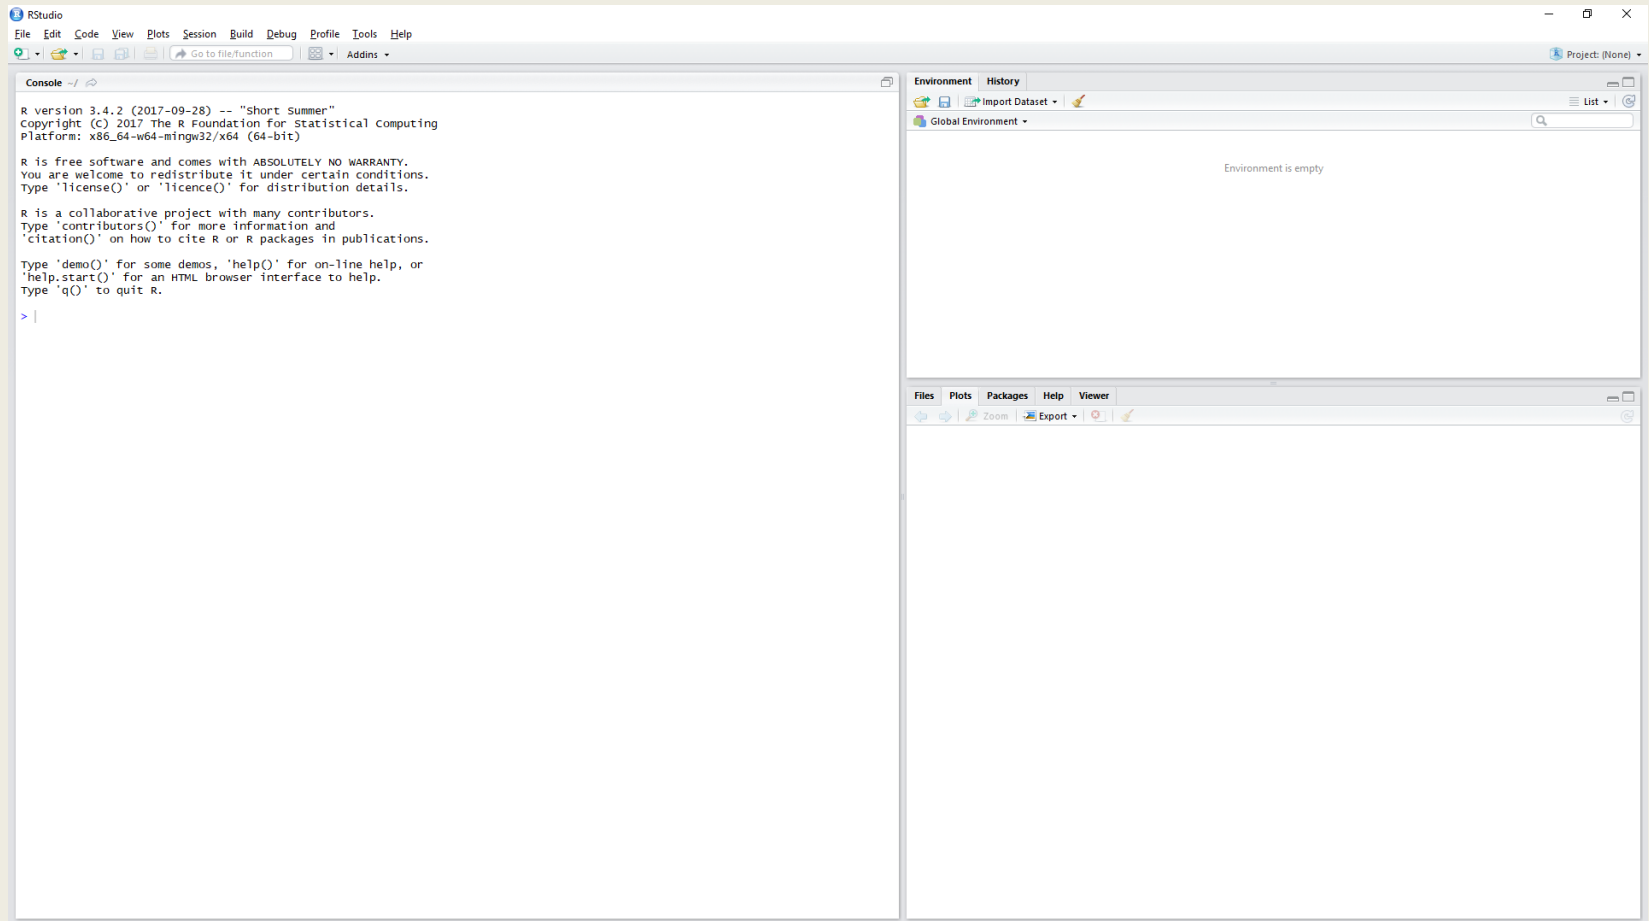 RStudio
File Edit Code View Plots Session Build Debug Profile Tools Help
Go to file/function Addins Project: (None)
Console ~/
R version 3.4.2 (2017-09-28) -- "Short Summer"
Copyright (C) 2017 The R Foundation for Statistical Computing
Platform: x86_64-w64-mingw32/x64 (64-bit)
R is free software and comes with ABSOLUTELY NO WARRANTY.
You are welcome to redistribute it under certain conditions.
Type 'license()' or 'licence()' for distribution details.
R is a collaborative project with many contributors.
Type 'contributors()' for more information and
'citation()' on how to cite R or R packages in publications.
Type 'demo()' for some demos, 'help()' for on-line help, or
'help.start()' for an HTML browser interface to help.
Type 'q()' to quit R.
>
Environment History
Import Dataset List
Global Environment
Environment is empty
Files Plots Packages Help Viewer
Zoom Export